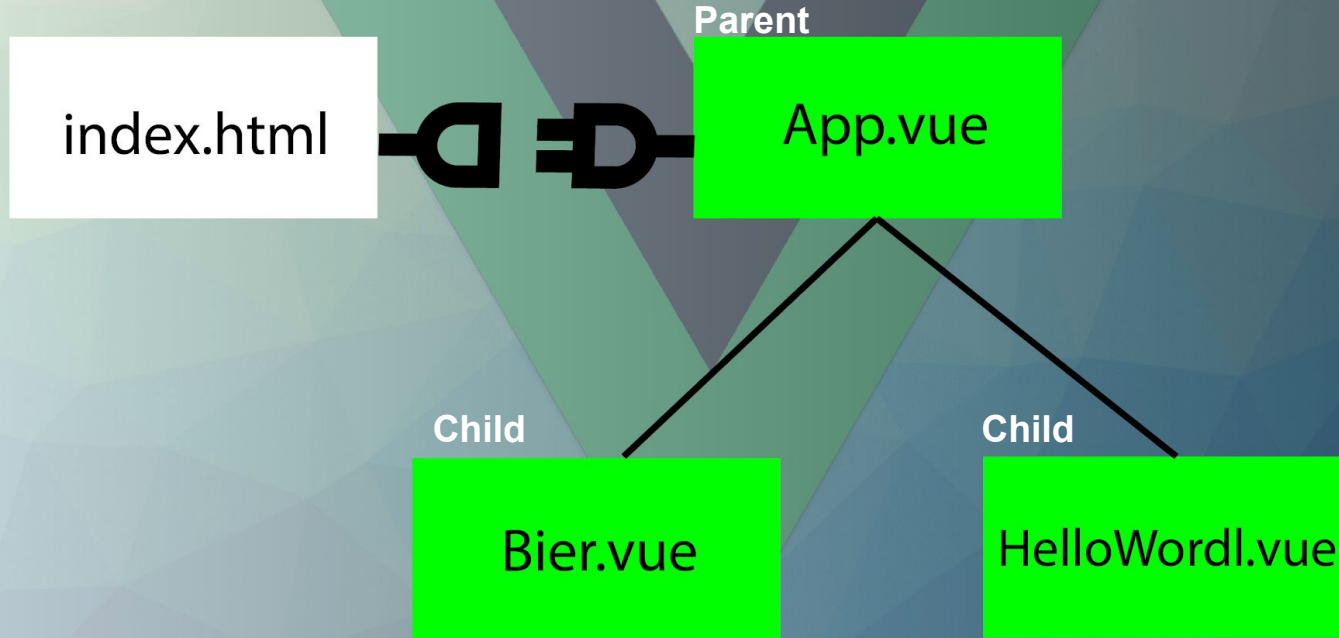 Parent
index.html
App.vue
Child
Child
Bier.vue
HelloWordl.vue